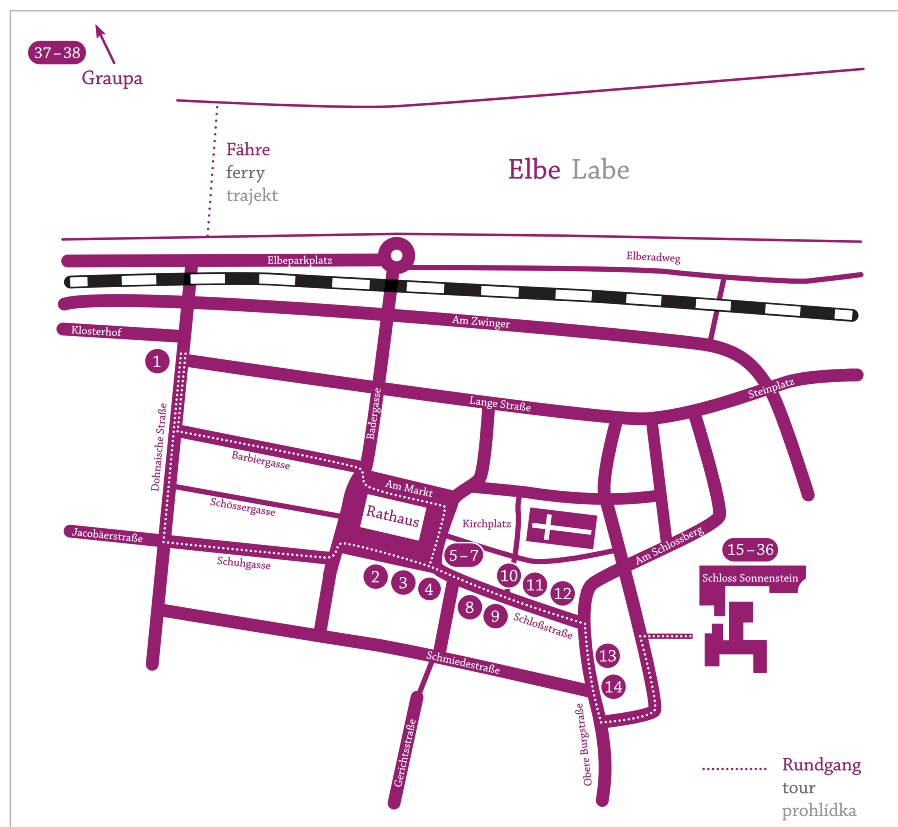 37–38
Graupa
Fähre
ferry
trajekt
Elbe Labe
Elbeparkplatz
Elberadweg
Am Zwinger
Klosterhof
1
Steinplatz
Lange Straße
Badergasse
Dohnaische Straße
Barbiergasse
Am Markt
Schössergasse
Rathaus
Kirchplatz
Jacobäerstraße
Schuhgasse
Am Schlossberg
5–7
15–36
2
3
4
10
11
12
Schloss Sonnenstein
8
9
Schloßstraße
13
14
Schmiedestraße
Gerichtsstraße
Obere Burgstraße
Rundgang
tour
prohlídka